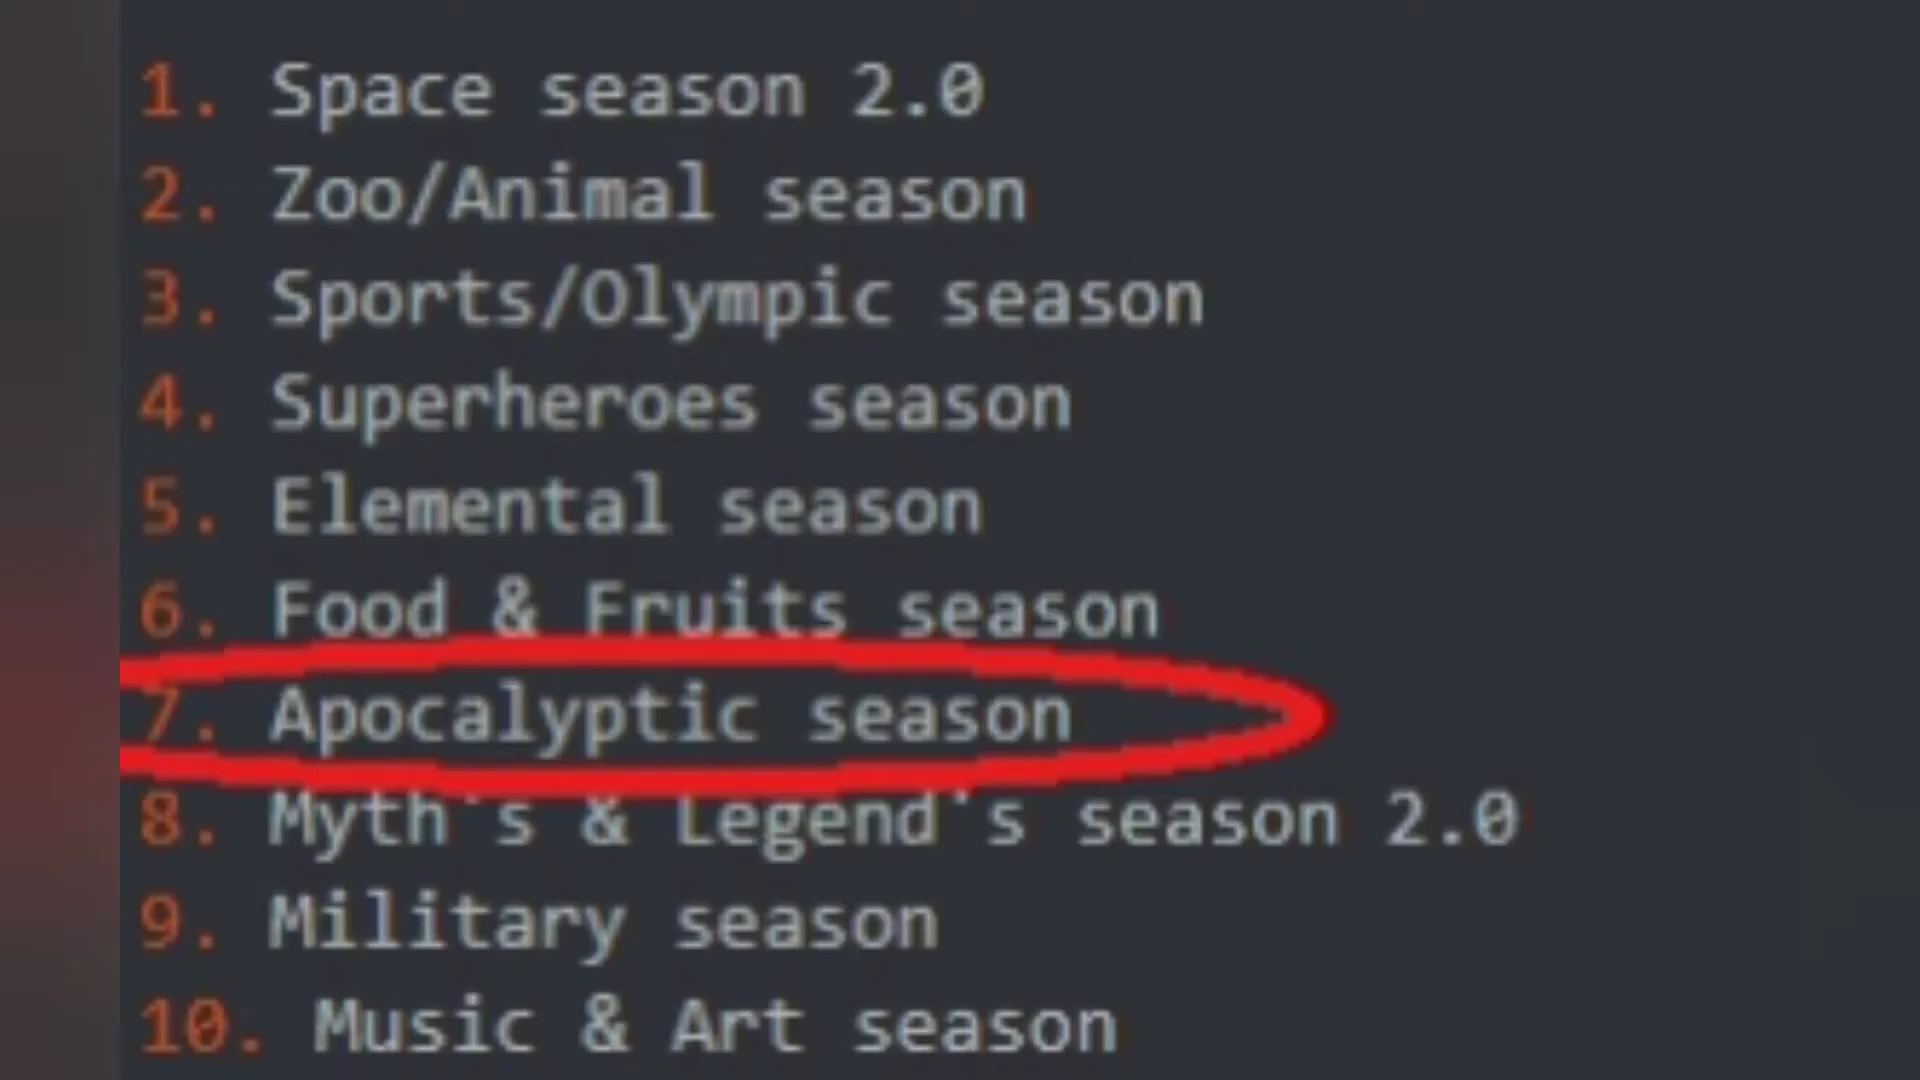 1. Space season 2.0
2. Zoo/Animal season
3. Sports/Olympic season
4. Superheroes season
5. Elemental season
6. Food & Fruits season
7. Apocalyptic season
8. Myth's & Legend's season 2.0
9. Military season
10. Music & Art season